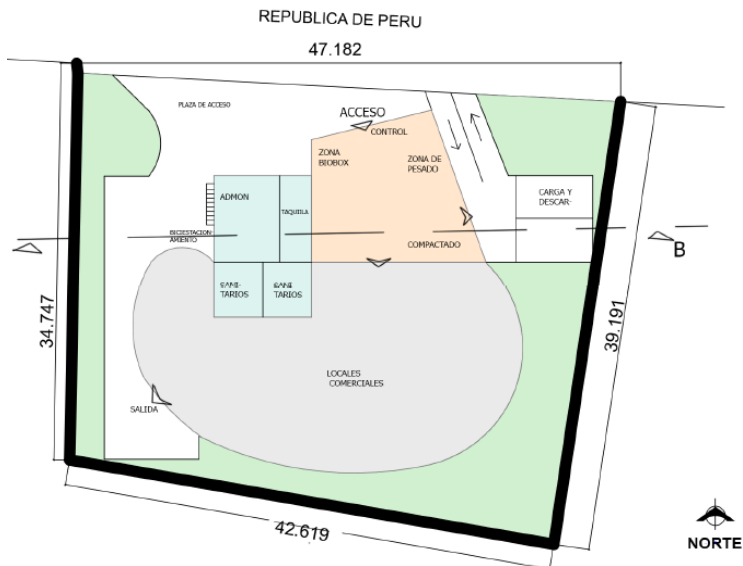 REPUBLICA DE PERU
47.182
PLAZA DE ACCESO
ACCESO
CONTROL
ZONA
BIOBOX
ZONA DE
PESADO
ADMON
TAQUILA
CARGA Y
DESCAR-
BICIESTACION-
AMIENTO
COMPACTADO
B
SANI-
TARIOS
SANI
TARIOS
34.747
39.191
LOCALES
COMERCIALES
SALIDA
42.619
NORTE